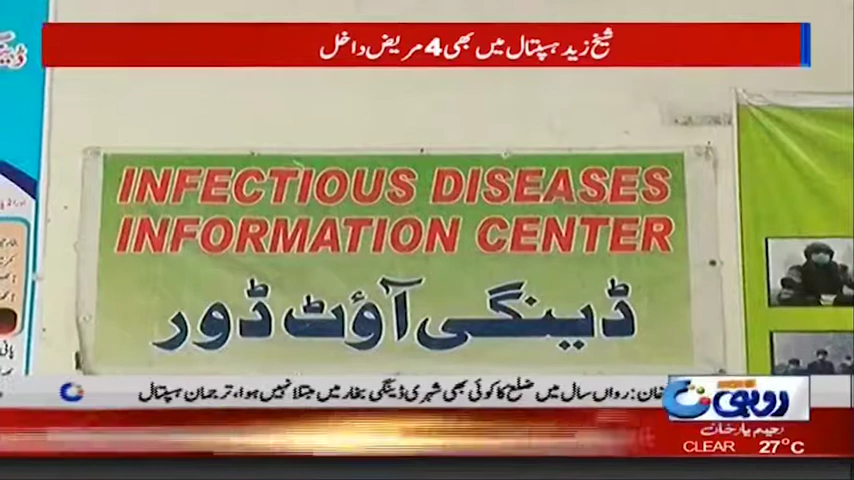 شیخ زید ہسپتال میں بھی 4 مریض داخل
INFECTIOUS DISEASES
INFORMATION CENTER
ڈینگی آؤٹ ڈور
خان: رواں سال میں ضلع کا کوئی بھی شہری ڈینگی بخار میں مبتلا نہیں ہوا، ترجمان ہسپتال
روہی
رحیم یار خان
CLEAR 27°C